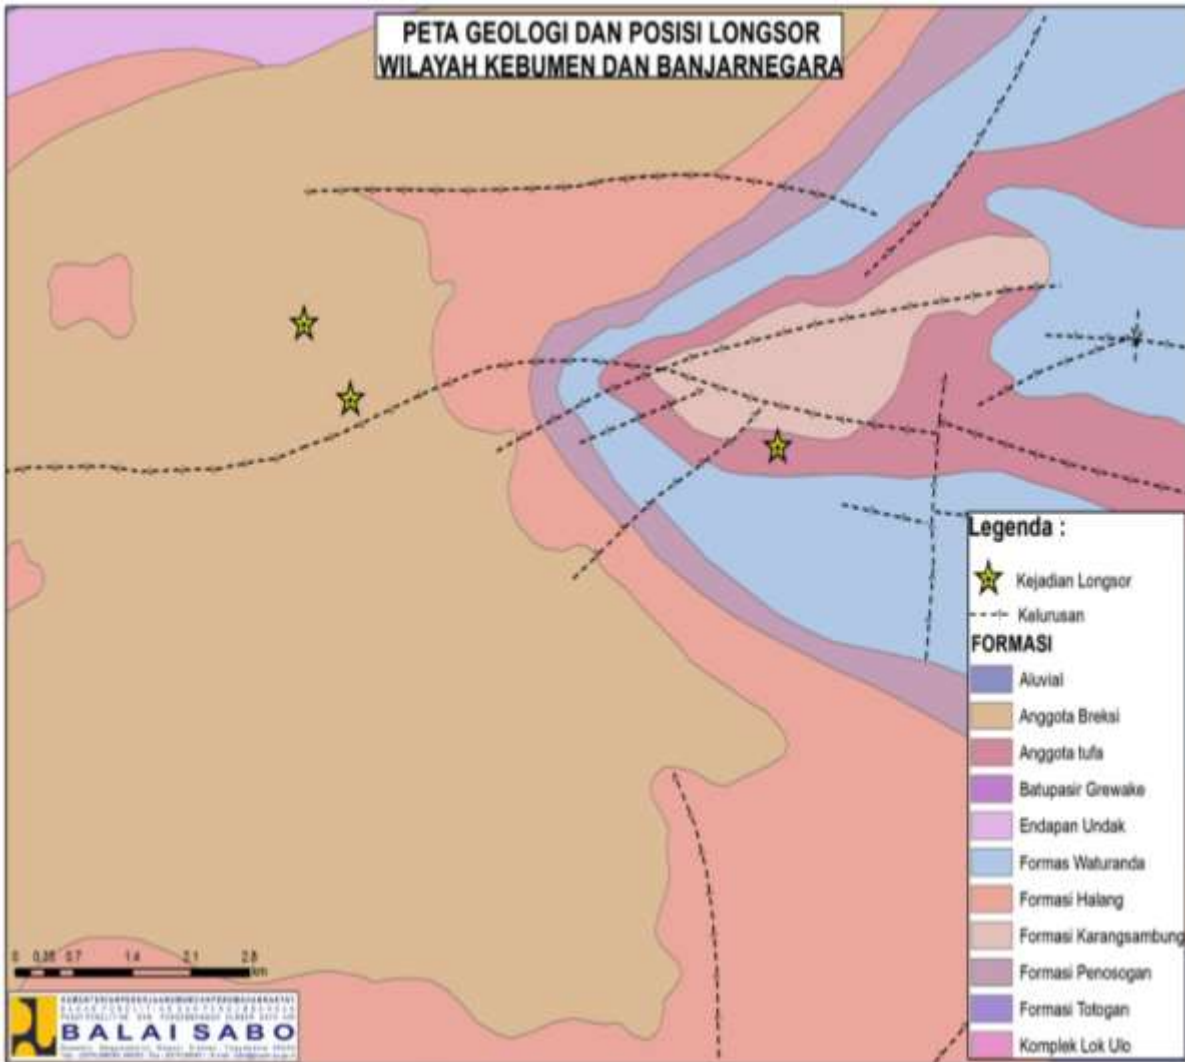 PETA GEOLOGI DAN POSISI LONGSOR
WILAYAH KEBUMEN DAN BANJARNEGARA
Legenda :
Kejadian Longsor
Kelurusan
FORMASI
Aluvial
Anggota Breksi
Anggota tufa
Batupasir Grewake
Endapan Undak
Formas Waturanda
Formasi Halang
Formasi Karangsambung
Formasi Penosogan
Formasi Totogan
Komplek Lok Ulo
0 0,35 0,7 1,4 2,1 2,8
km
BALAI SABO